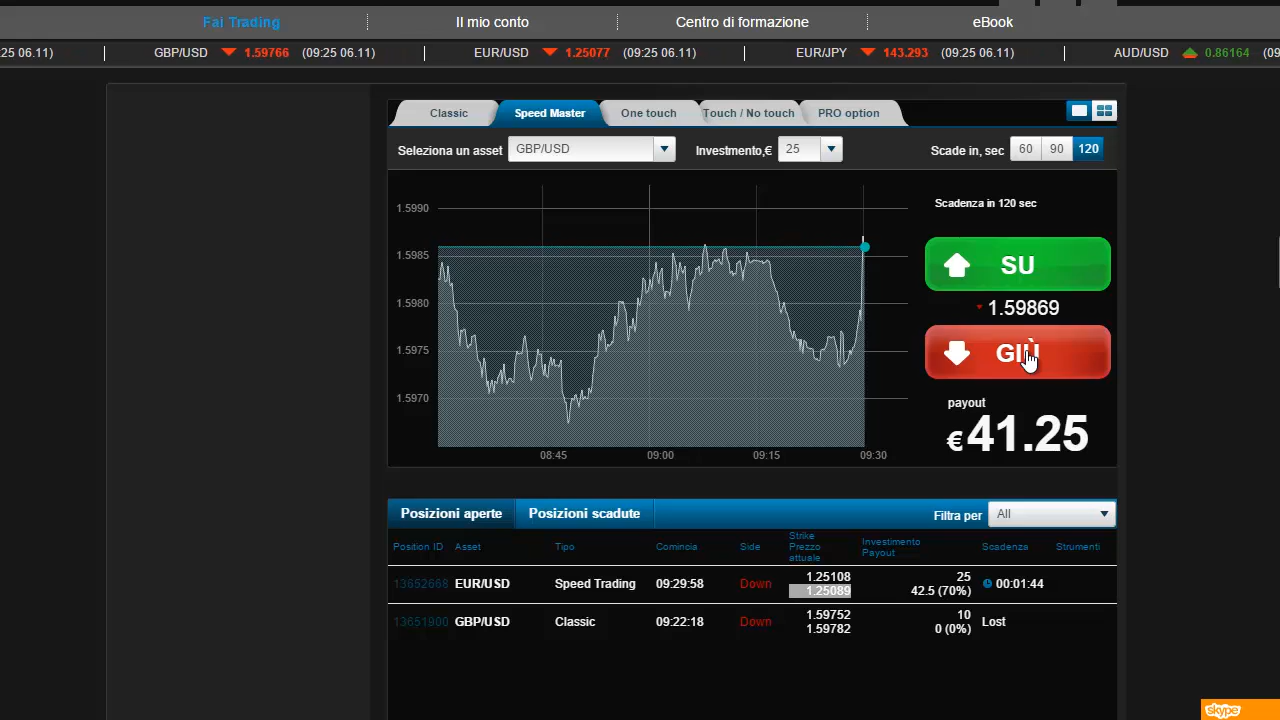 Fai Trading Il mio conto Centro di formazione eBook
25 06.11) GBP/USD 1.59766 (09:25 06.11) EUR/USD 1.25077 (09:25 06.11) EUR/JPY 143.293 (09:25 06.11) AUD/USD 0.86164 (09
Classic Speed Master One touch Touch / No touch PRO option
Seleziona un asset GBP/USD Investimento,€ 25 Scade in, sec 60 90 120
Scadenza in 120 sec
1.5990
1.5985
1.5980
1.5975
1.5970
08:45 09:00 09:15 09:30
SU
1.59869
GIÙ
payout
€41.25
Posizioni aperte Posizioni scadute Filtra per All
Position ID Asset Tipo Comincia Side Strike Prezzo attuale Investimento Payout Scadenza Strumenti
13652668 EUR/USD Speed Trading 09:29:58 Down 1.25108 25 00:01:44
1.25089 42.5 (70%)
13651900 GBP/USD Classic 09:22:18 Down 1.59752 10 Lost
1.59782 0 (0%)
skype